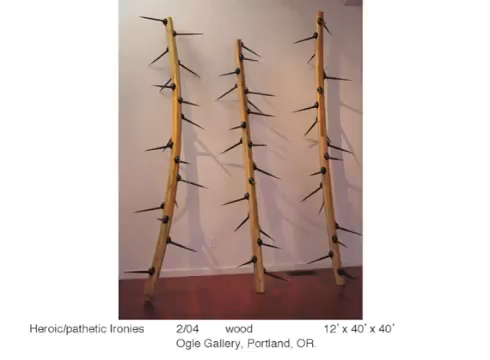 Heroic/pathetic Ironies 2/04 wood 12' x 40' x 40'
Ogle Gallery, Portland, OR.